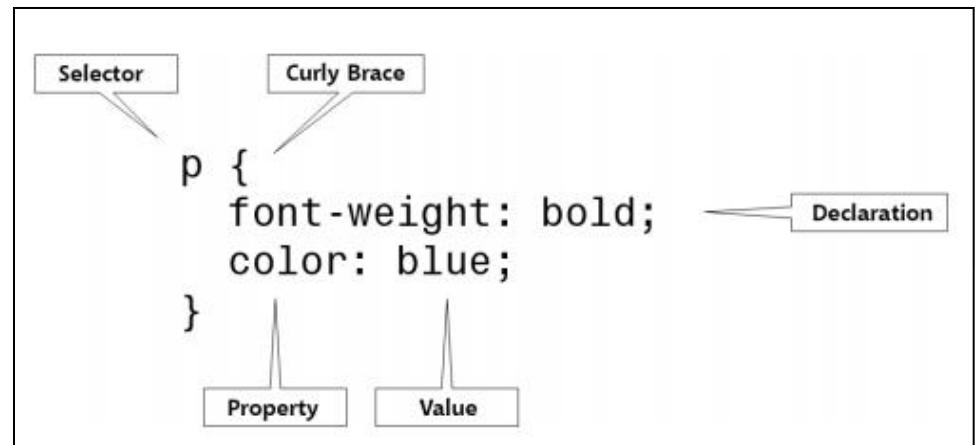 Selector
Curly Brace
p {
font-weight: bold;
Declaration
color: blue;
}
Property
Value